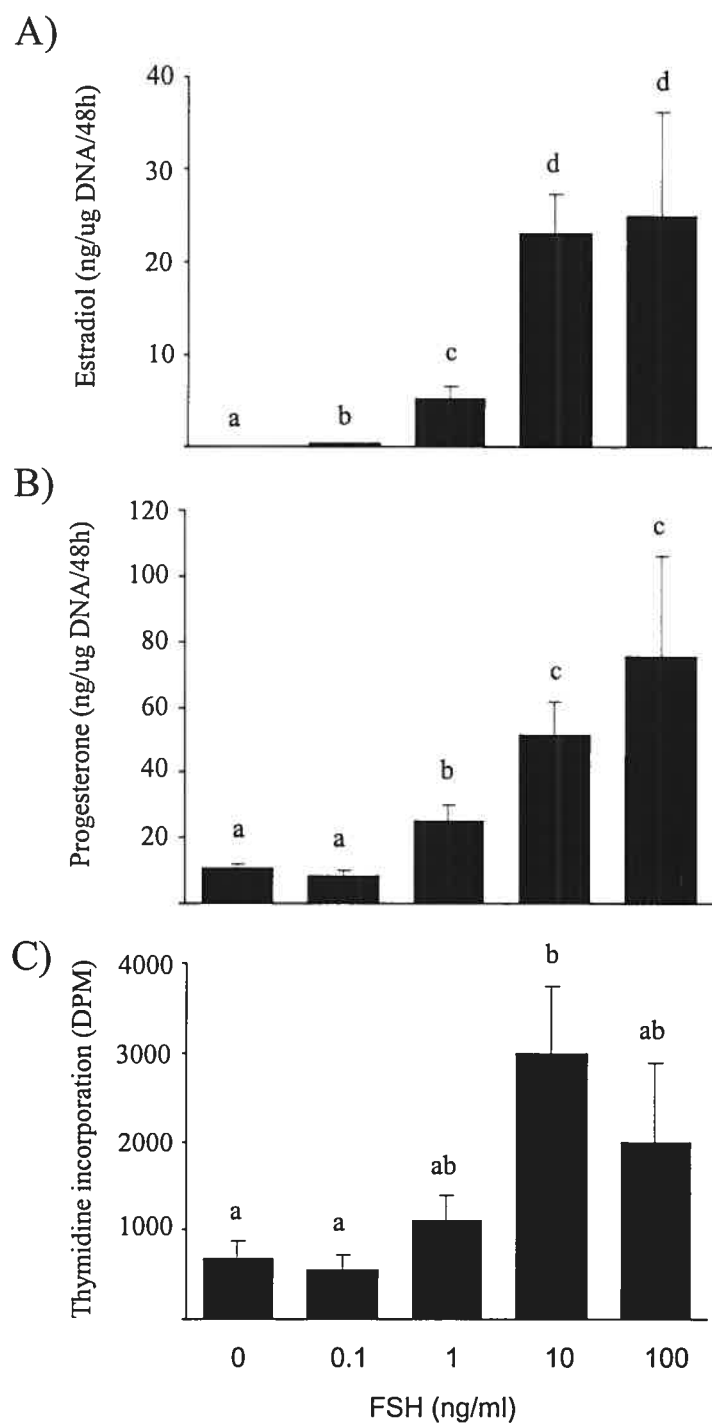 A)
Estradiol (ng/ug DNA/48h)
40
30
20
10
a
b
c
d
d
B)
Progesterone (ng/ug DNA/48h)
120
100
80
60
40
20
a
a
b
c
c
C)
Thymidine incorporation (DPM)
4000
3000
2000
1000
a
a
ab
b
ab
0 0.1 1 10 100
FSH (ng/ml)